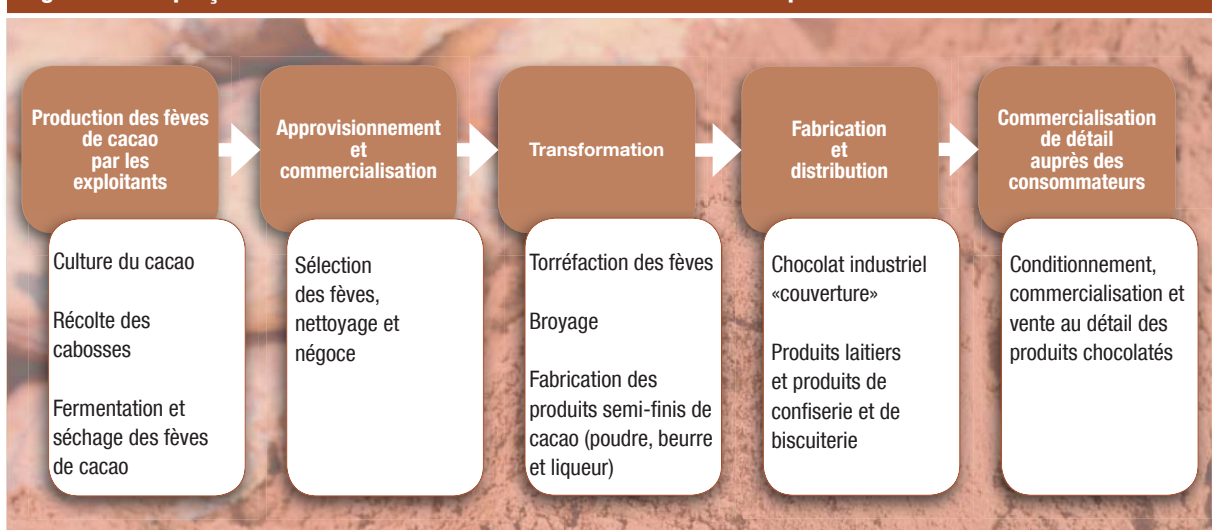 Production des fèves
de cacao
par les
exploitants
Culture du cacao
Récolte des
cabosses
Fermentation et
séchage des fèves
de cacao
Approvisionnement
et
commercialisation
Sélection
des fèves,
nettoyage et
négoce
Transformation
Torréfaction des fèves
Broyage
Fabrication des
produits semi-finis de
cacao (poudre, beurre
et liqueur)
Fabrication
et
distribution
Chocolat industriel
«couverture»
Produits laitiers
et produits de
confiserie et de
biscuiterie
Commercialisation
de détail
auprès des
consommateurs
Conditionnement,
commercialisation et
vente au détail des
produits chocolatés